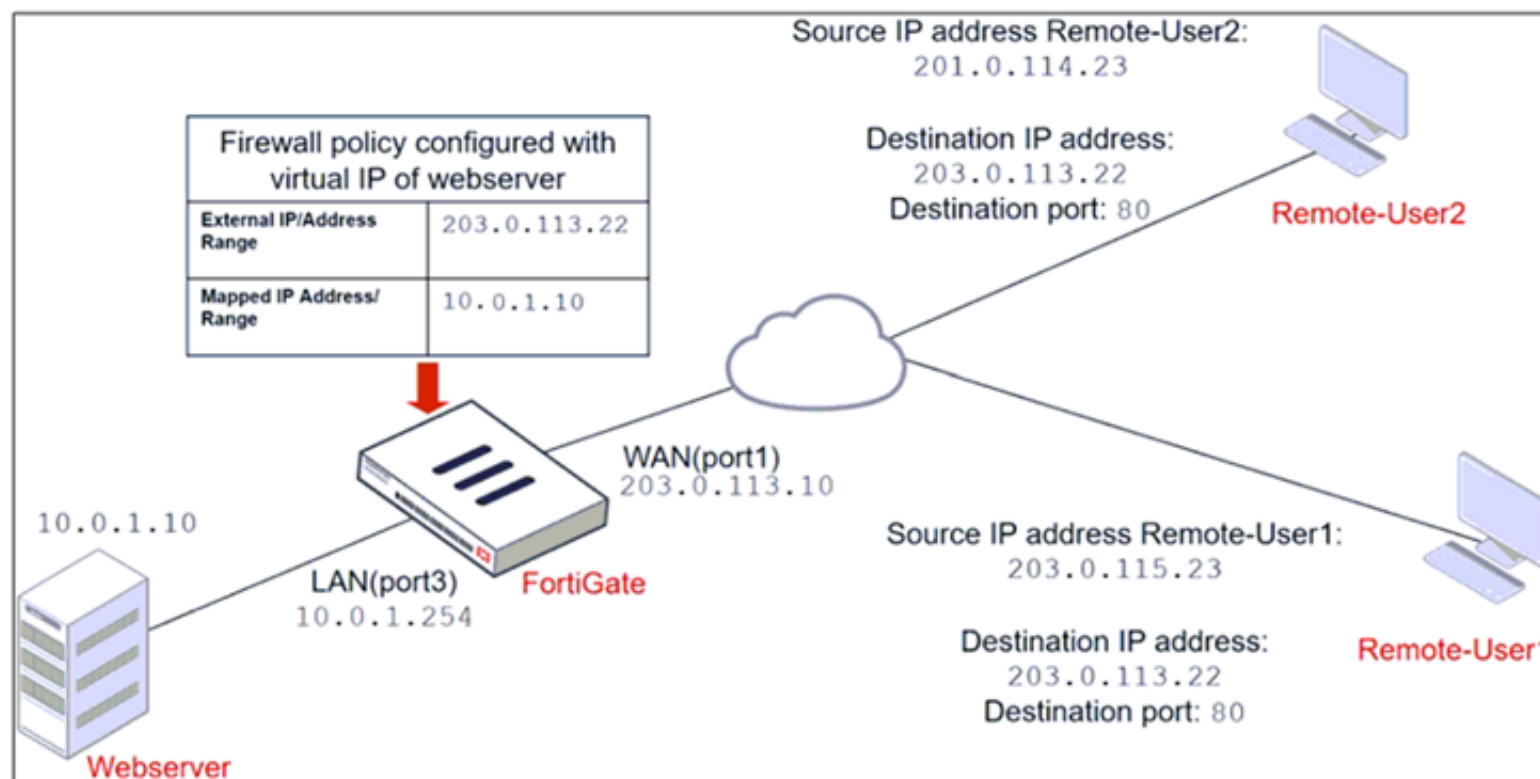 Source IP address Remote-User2:
201.0.114.23
Destination IP address:
203.0.113.22
Destination port: 80
Remote-User2
Firewall policy configured with
virtual IP of webserver
External IP/Address
Range
203.0.113.22
Mapped IP Address/
Range
10.0.1.10
WAN(port1)
203.0.113.10
10.0.1.10
LAN(port3)
10.0.1.254
FortiGate
Webserver
Source IP address Remote-User1:
203.0.115.23
Destination IP address:
203.0.113.22
Destination port: 80
Remote-User1